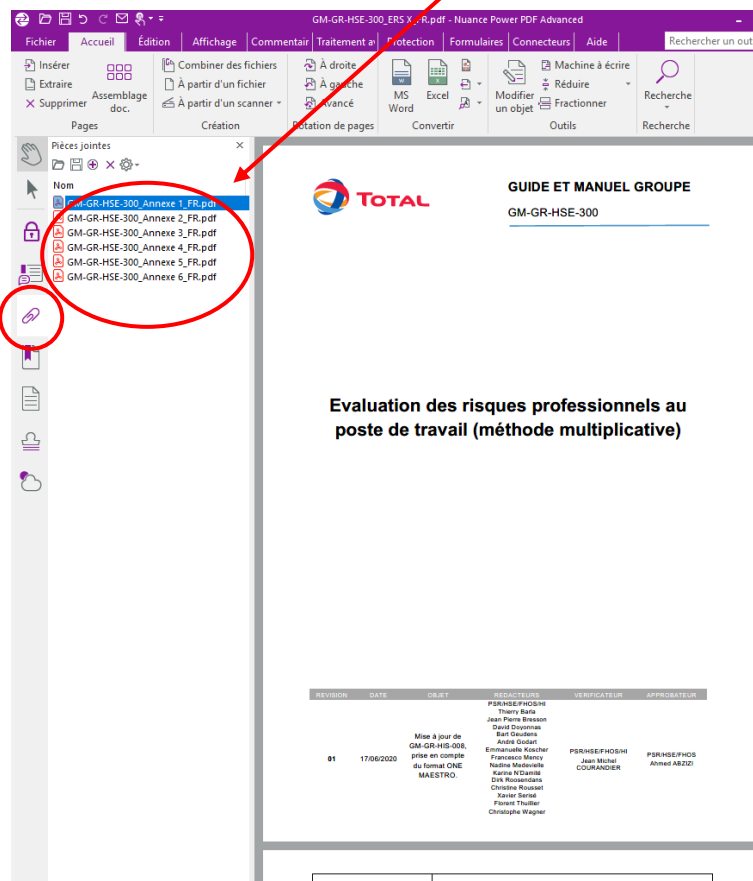 GM-GR-HSE-300_ERS X_FR.pdf - Nuance Power PDF Advanced
Fichier Accueil Édition Affichage Commentair Traitement av Protection Formulaires Connecteurs Aide Rechercher un out
Insérer
Extraire
Supprimer
Assemblage
doc.
Pages
Combiner des fichiers
À partir d'un fichier
À partir d'un scanner
Création
À droite
À gauche
Avancé
Rotation de pages
MS
Word
Excel
Convertir
Modifier
un objet
Machine à écrire
Réduire
Fractionner
Outils
Recherche
Recherche
Pièces jointes
Nom
GM-GR-HSE-300_Annexe 1_FR.pdf
GM-GR-HSE-300_Annexe 2_FR.pdf
GM-GR-HSE-300_Annexe 3_FR.pdf
GM-GR-HSE-300_Annexe 4_FR.pdf
GM-GR-HSE-300_Annexe 5_FR.pdf
GM-GR-HSE-300_Annexe 6_FR.pdf
TOTAL
GUIDE ET MANUEL GROUPE
GM-GR-HSE-300
Evaluation des risques professionnels au
poste de travail (méthode multiplicative)
REVISION DATE OBJET REDACTEURS VERIFICATEUR APPROBATEUR
01
17/06/2020
Mise à jour de
GM-GR-HIS-008,
prise en compte
du format ONE
MAESTRO.
PSR/HSE/FHOS/HI
Thierry Barla
Jean Pierre Bresson
David Doyonnas
Bart Geudens
André Godart
Emmanuelle Koscher
Francesco Mency
Nadine Medevielle
Karine N'Damité
Dirk Roosendans
Christine Rousset
Xavier Serisé
Florent Thuillier
Christophe Wagner
PSR/HSE/FHOS/HI
Jean Michel
COURANDIER
PSR/HSE/FHOS
Ahmed ABZIZI